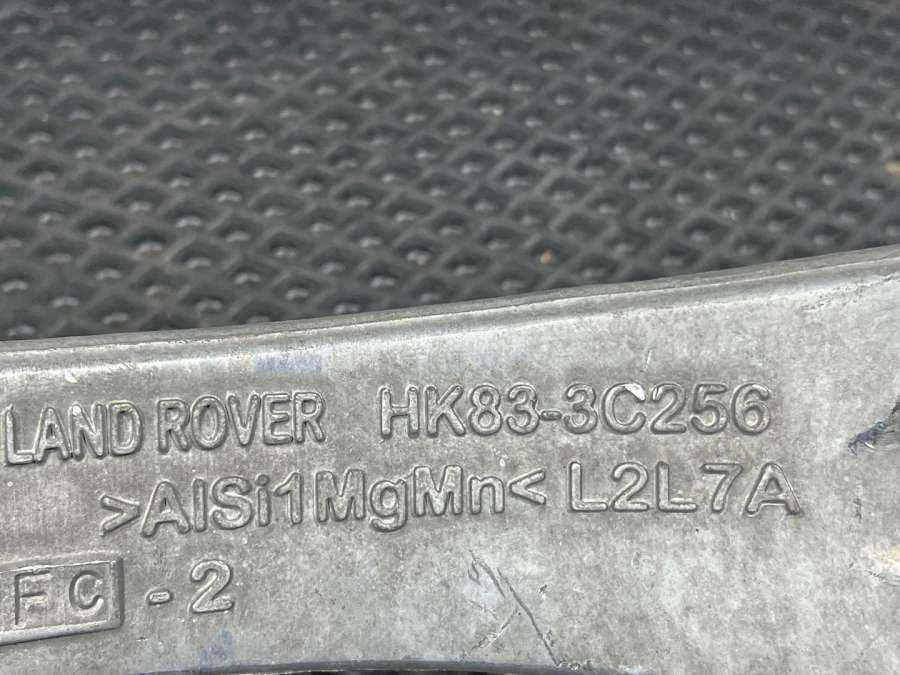 LAND ROVER HK83-3C256
>AlSi1MgMn< L2L7A
FC -2